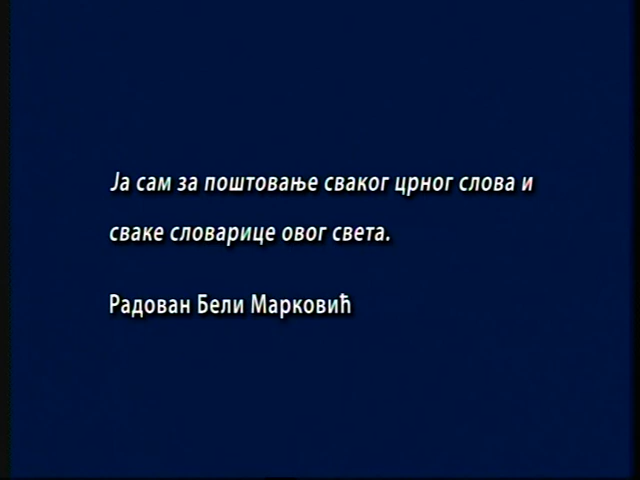 Ја сам за поштовање сваког црног слова и
сваке словарице овог света.
Радован Бели Марковић